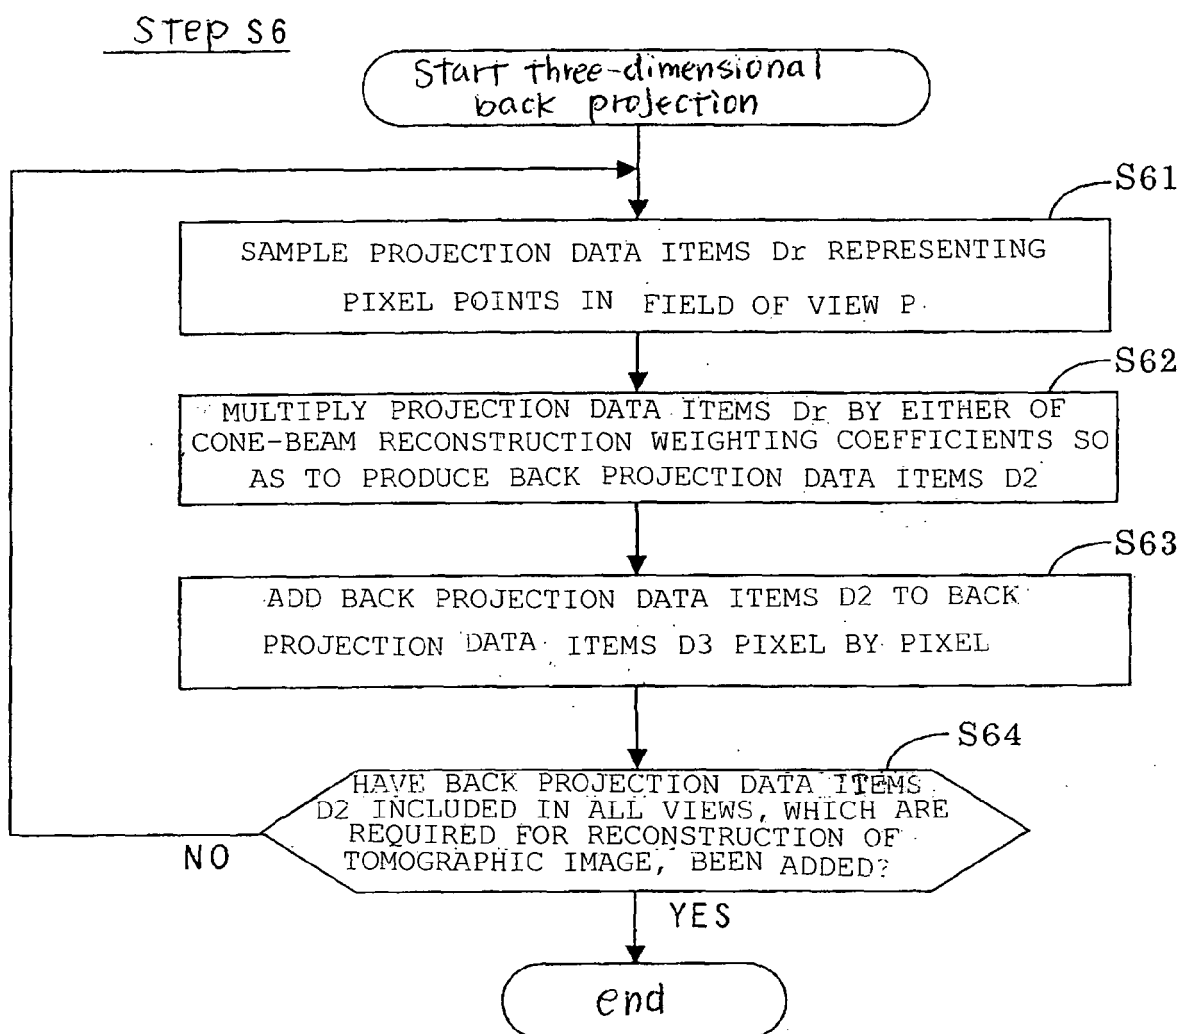 STEP S6
Start three-dimensional
back projection
S61
SAMPLE PROJECTION DATA ITEMS Dr REPRESENTING
PIXEL POINTS IN FIELD OF VIEW P.
S62
MULTIPLY PROJECTION DATA ITEMS Dr BY EITHER OF
CONE-BEAM RECONSTRUCTION WEIGHTING COEFFICIENTS SO
AS TO PRODUCE BACK PROJECTION DATA ITEMS D2
S63
ADD BACK PROJECTION DATA ITEMS D2 TO BACK
PROJECTION DATA ITEMS D3 PIXEL BY PIXEL
S64
HAVE BACK PROJECTION DATA ITEMS
D2 INCLUDED IN ALL VIEWS, WHICH ARE
REQUIRED FOR RECONSTRUCTION OF
TOMOGRAPHIC IMAGE, BEEN ADDED?
NO
YES
end